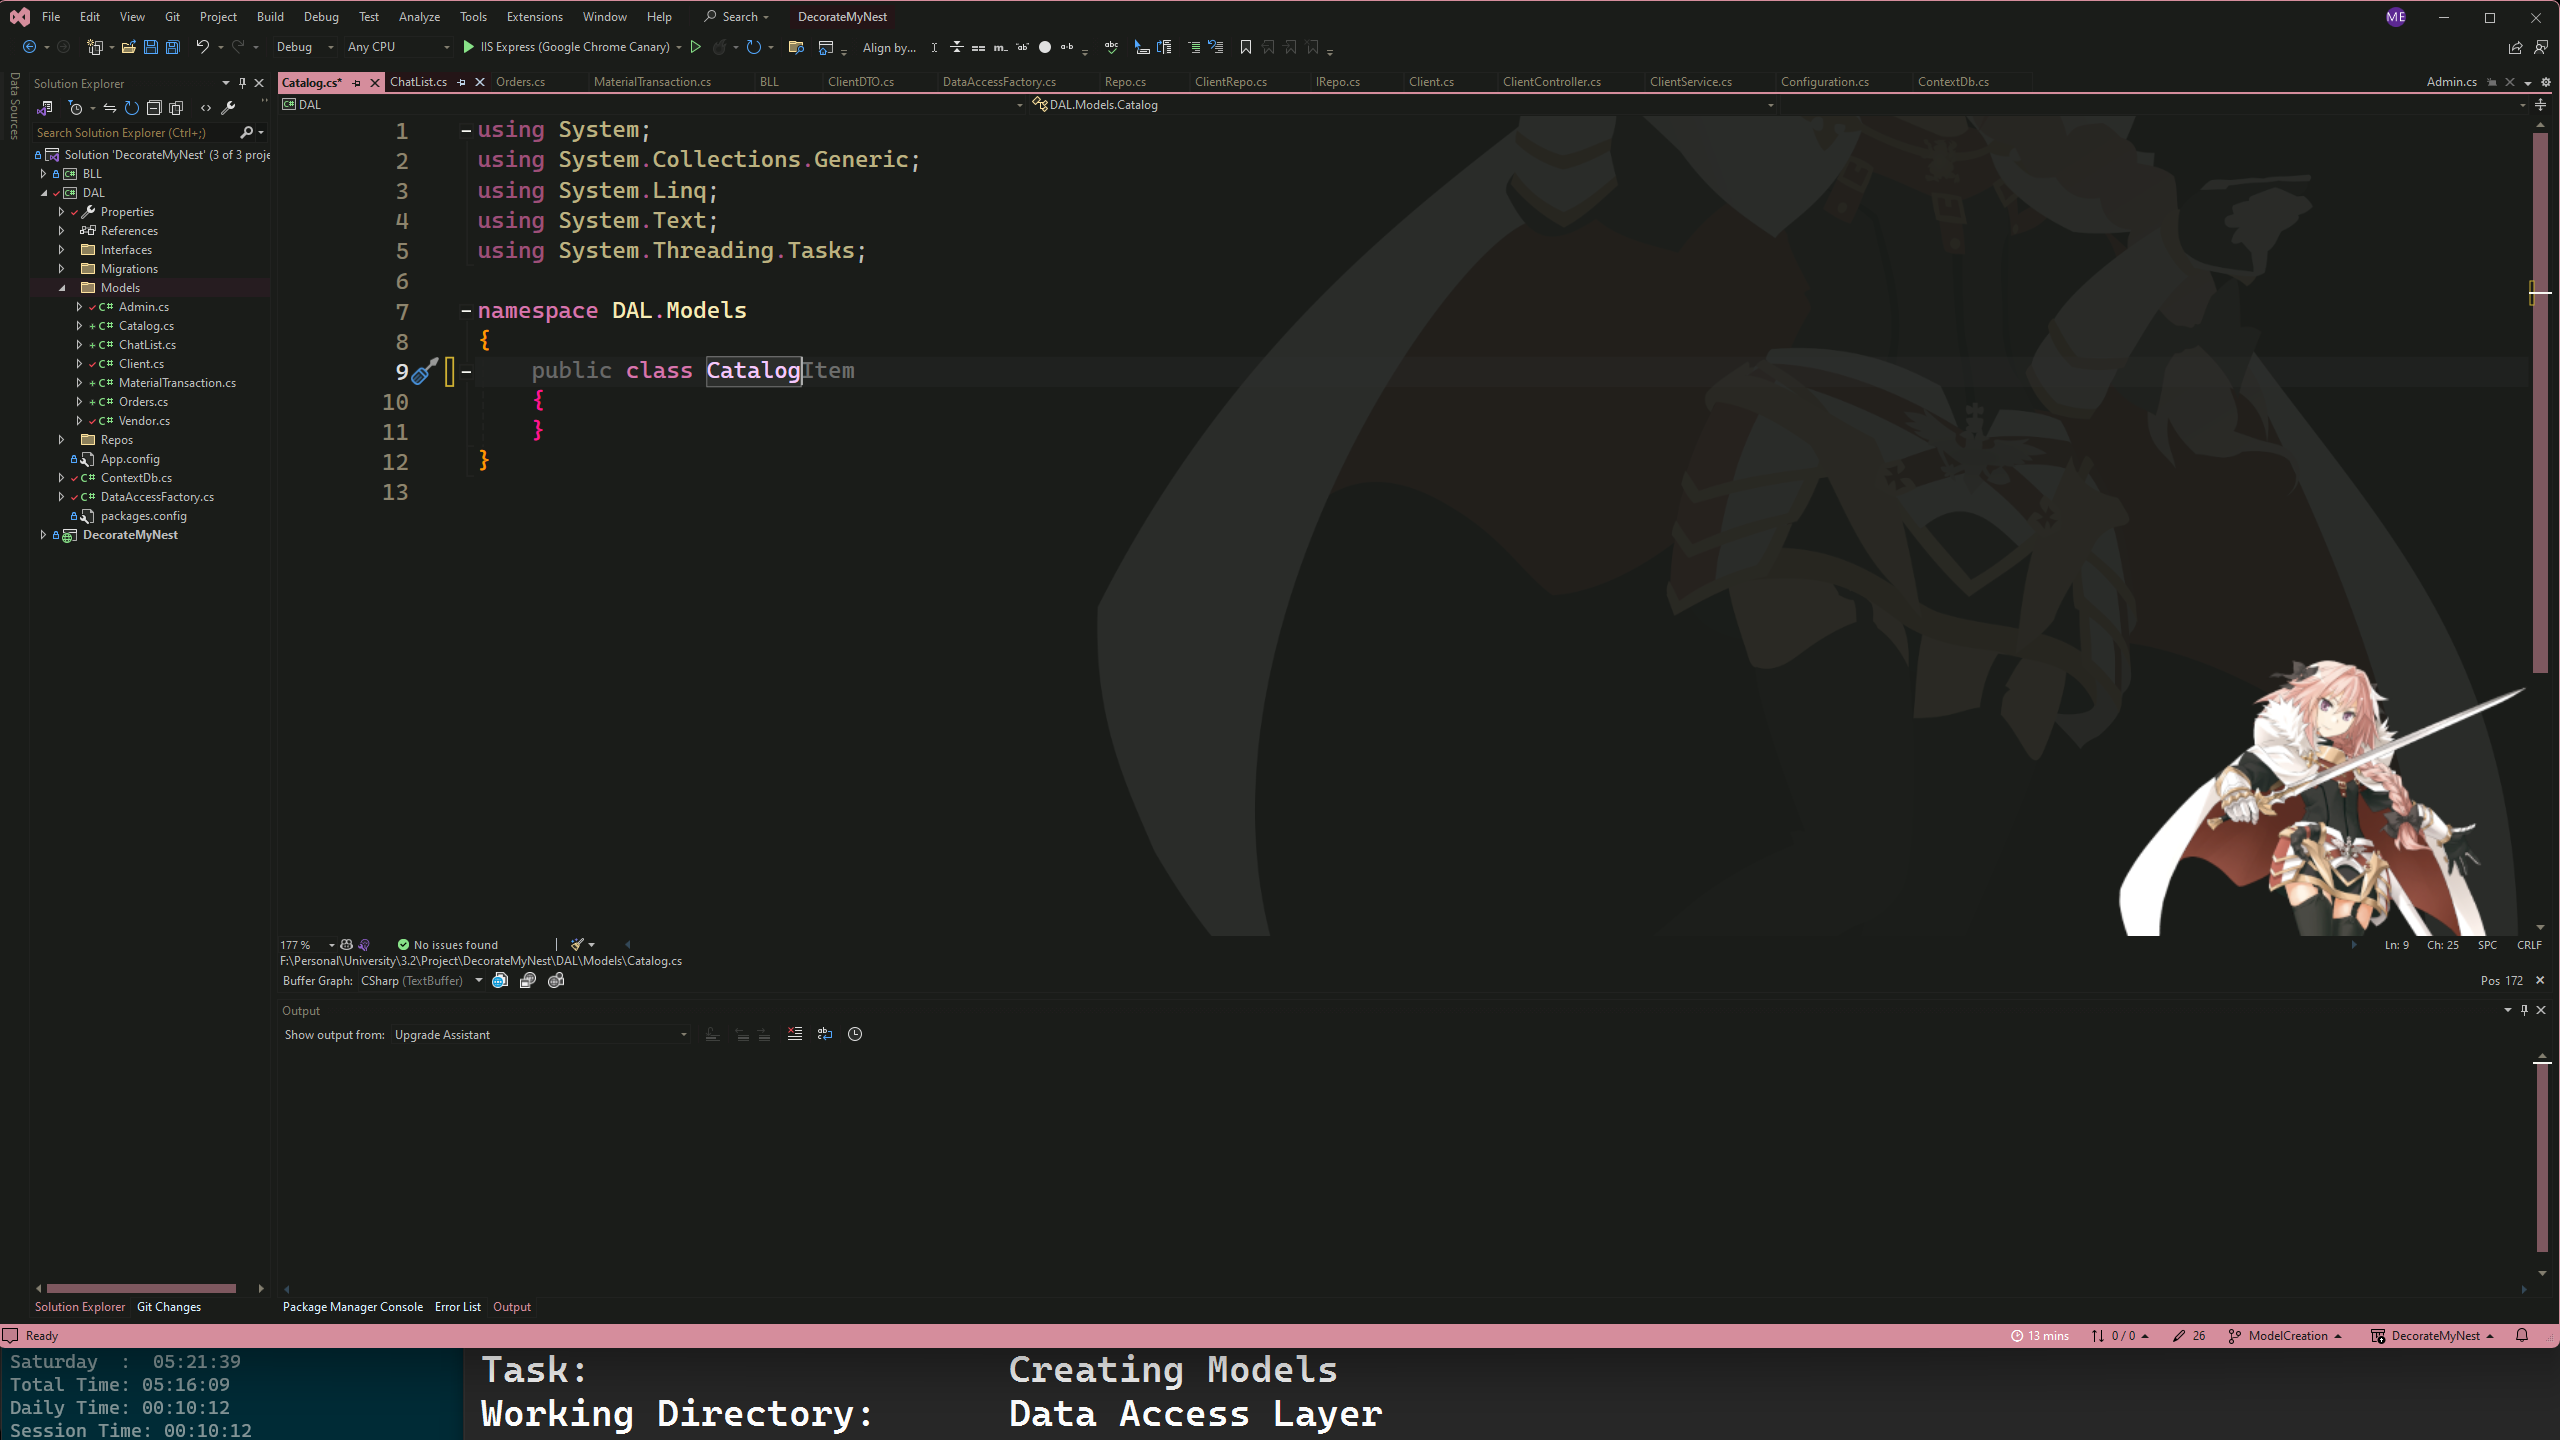 File Edit View Git Project Build Debug Test Analyze Tools Extensions Window Help Search DecorateMyNest ME
Debug Any CPU IIS Express (Google Chrome Canary) Align by...
Data Sources
Solution Explorer
Search Solution Explorer (Ctrl+;)
Solution 'DecorateMyNest' (3 of 3 proje
BLL
DAL
Properties
References
Interfaces
Migrations
Models
C# Admin.cs
C# Catalog.cs
C# ChatList.cs
C# Client.cs
C# MaterialTransaction.cs
C# Orders.cs
C# Vendor.cs
Repos
App.config
C# ContextDb.cs
C# DataAccessFactory.cs
packages.config
DecorateMyNest
Solution Explorer Git Changes
Catalog.cs* ChatList.cs Orders.cs MaterialTransaction.cs BLL ClientDTO.cs DataAccessFactory.cs Repo.cs ClientRepo.cs IRepo.cs Client.cs ClientController.cs ClientService.cs Configuration.cs ContextDb.cs Admin.cs
DAL DAL.Models.Catalog
1 using System;
2 using System.Collections.Generic;
3 using System.Linq;
4 using System.Text;
5 using System.Threading.Tasks;
6
7 namespace DAL.Models
8 {
9 public class CatalogItem
10 {
11 }
12 }
13
177 % No issues found Ln: 9 Ch: 25 SPC CRLF
F:\Personal\University\3.2\Project\DecorateMyNest\DAL\Models\Catalog.cs
Buffer Graph: CSharp (TextBuffer) Pos 172
Output
Show output from: Upgrade Assistant
Package Manager Console Error List Output
Ready 13 mins 0 / 0 26 ModelCreation DecorateMyNest
Saturday : 05:21:39
Total Time: 05:16:09
Daily Time: 00:10:12
Session Time: 00:10:12
Task: Creating Models
Working Directory: Data Access Layer